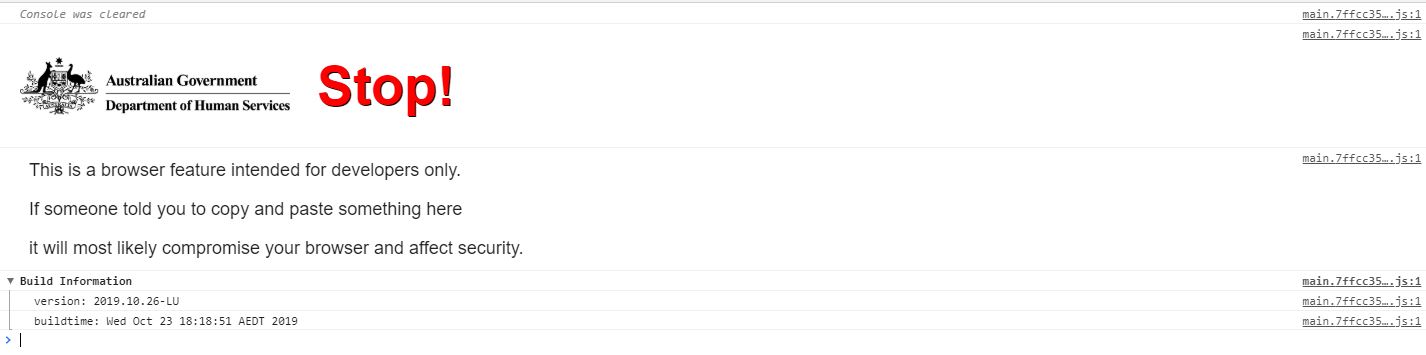 Console was cleared main.7ffcc35….js:1
main.7ffcc35….js:1
Australian Government
Department of Human Services
Stop!
This is a browser feature intended for developers only. main.7ffcc35….js:1
If someone told you to copy and paste something here
it will most likely compromise your browser and affect security.
▼ Build Information main.7ffcc35….js:1
version: 2019.10.26-LU main.7ffcc35….js:1
buildtime: Wed Oct 23 18:18:51 AEDT 2019 main.7ffcc35….js:1
>